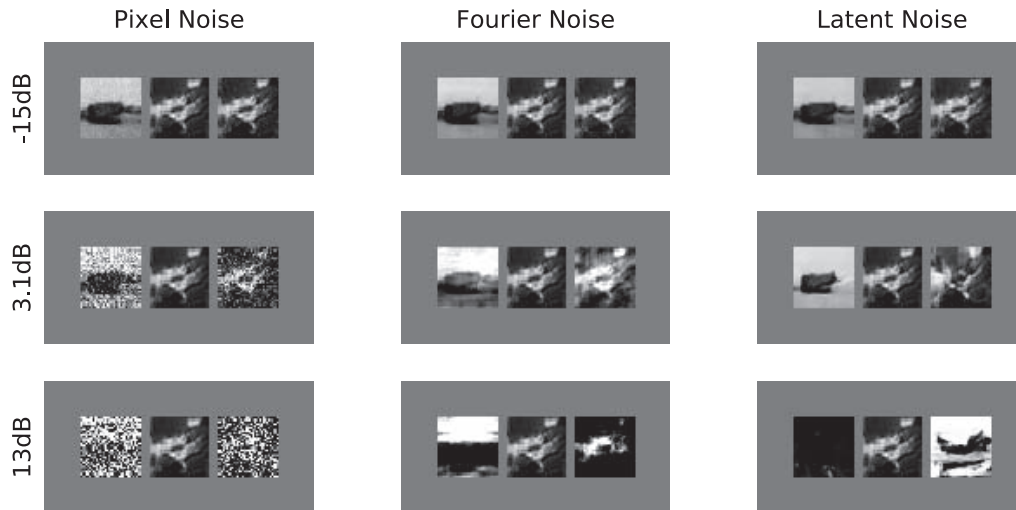 Pixel Noise
Fourier Noise
Latent Noise
-15dB
3.1dB
13dB